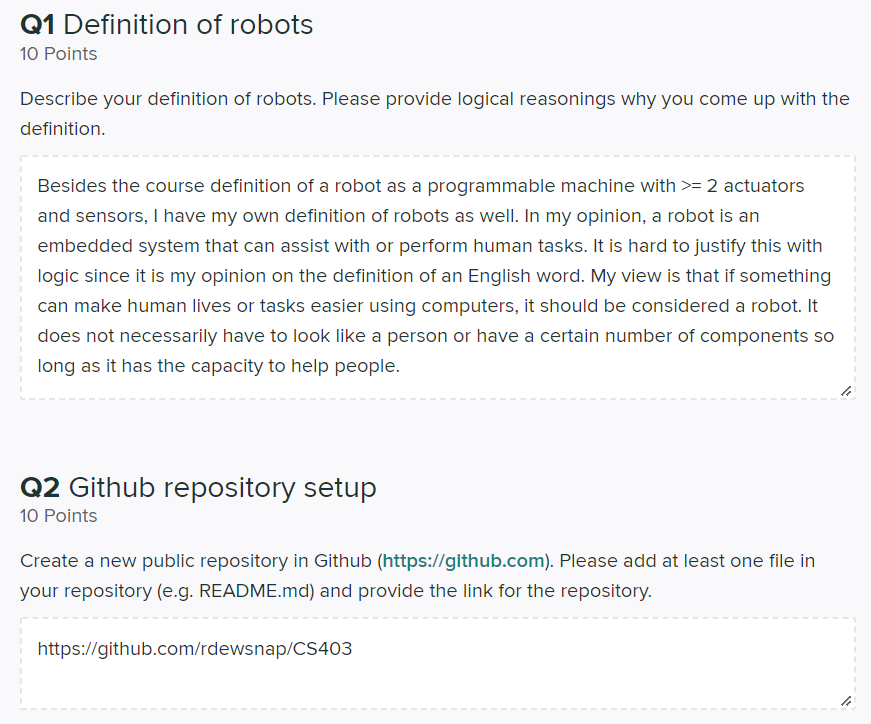 Q1 Definition of robots
10 Points
Describe your definition of robots. Please provide logical reasonings why you come up with the
definition.
Besides the course definition of a robot as a programmable machine with >= 2 actuators
and sensors, I have my own definition of robots as well. In my opinion, a robot is an
embedded system that can assist with or perform human tasks. It is hard to justify this with
logic since it is my opinion on the definition of an English word. My view is that if something
can make human lives or tasks easier using computers, it should be considered a robot. It
does not necessarily have to look like a person or have a certain number of components so
long as it has the capacity to help people.
Q2 Github repository setup
10 Points
Create a new public repository in Github (https://github.com). Please add at least one file in
your repository (e.g. README.md) and provide the link for the repository.
https://github.com/rdewsnap/CS403